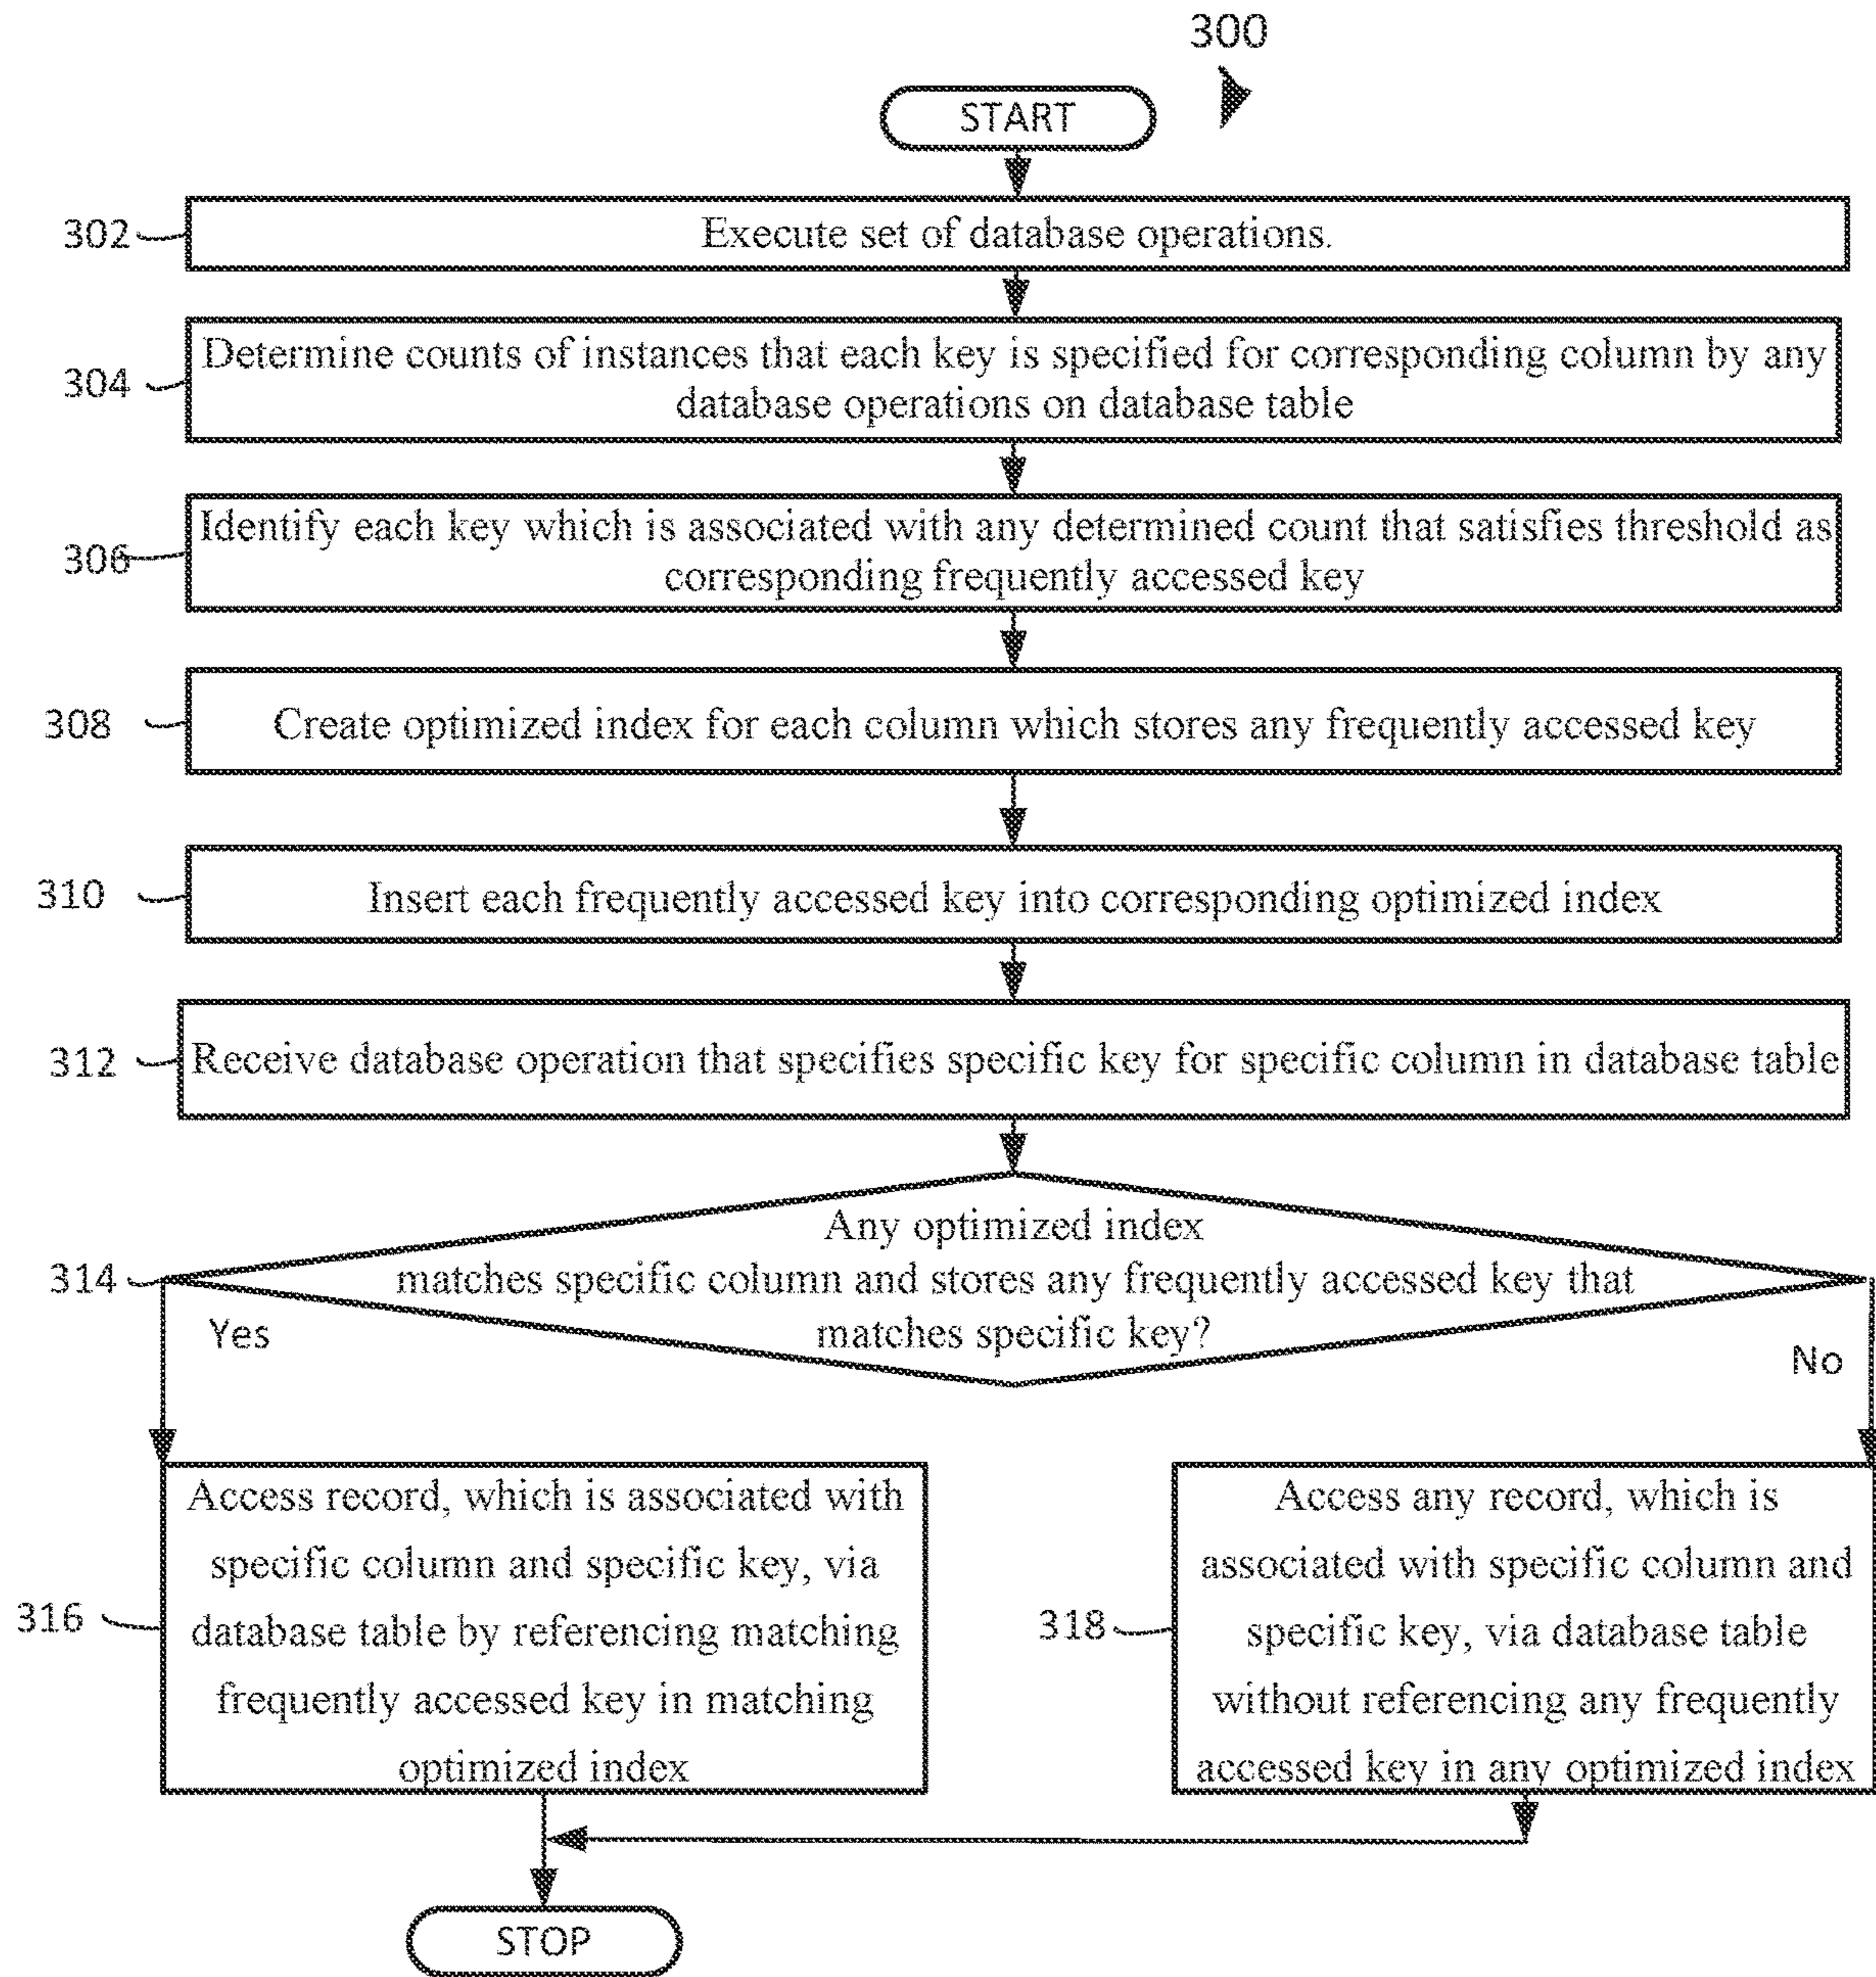 300
START
302
Execute set of database operations.
304
Determine counts of instances that each key is specified for corresponding column by any
database operations on database table
306
Identify each key which is associated with any determined count that satisfies threshold as
corresponding frequently accessed key
308
Create optimized index for each column which stores any frequently accessed key
310
Insert each frequently accessed key into corresponding optimized index
312
Receive database operation that specifies specific key for specific column in database table
314
Any optimized index
matches specific column and stores any frequently accessed key that
matches specific key?
Yes
No
316
Access record, which is associated with
specific column and specific key, via
database table by referencing matching
frequently accessed key in matching
optimized index
318
Access any record, which is
associated with specific column and
specific key, via database table
without referencing any frequently
accessed key in any optimized index
STOP